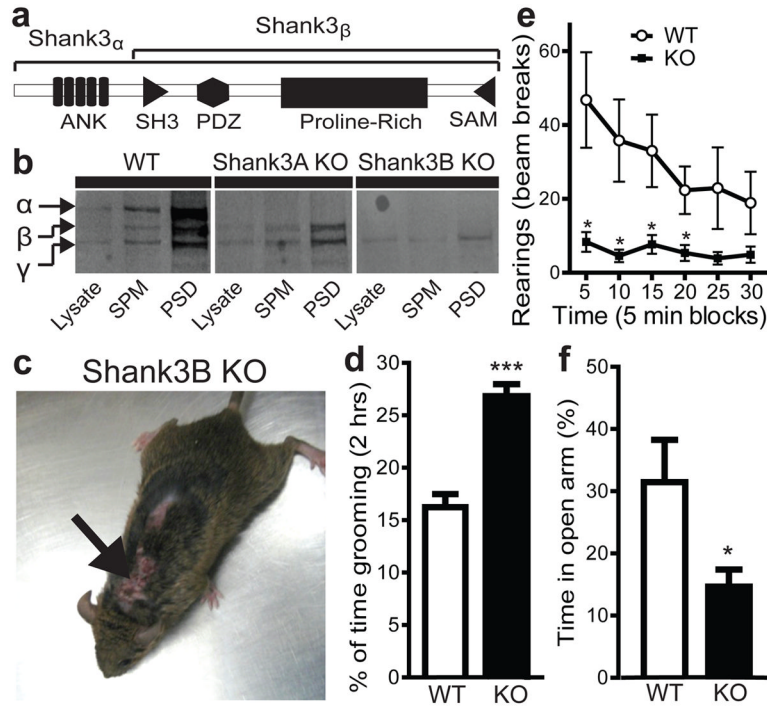 a
Shank3α
Shank3β
ANK SH3 PDZ Proline-Rich SAM
b
WT Shank3A KO Shank3B KO
α
β
γ
Lysate SPM PSD Lysate SPM PSD Lysate SPM PSD
c
Shank3B KO
d
% of time grooming (2 hrs)
30
25
20
15
10
5
0
***
WT KO
e
Rearings (beam breaks)
60
40
20
0
WT
KO
* * * *
5 10 15 20 25 30
Time (5 min blocks)
f
Time in open arm (%)
50
40
30
20
10
0
*
WT KO